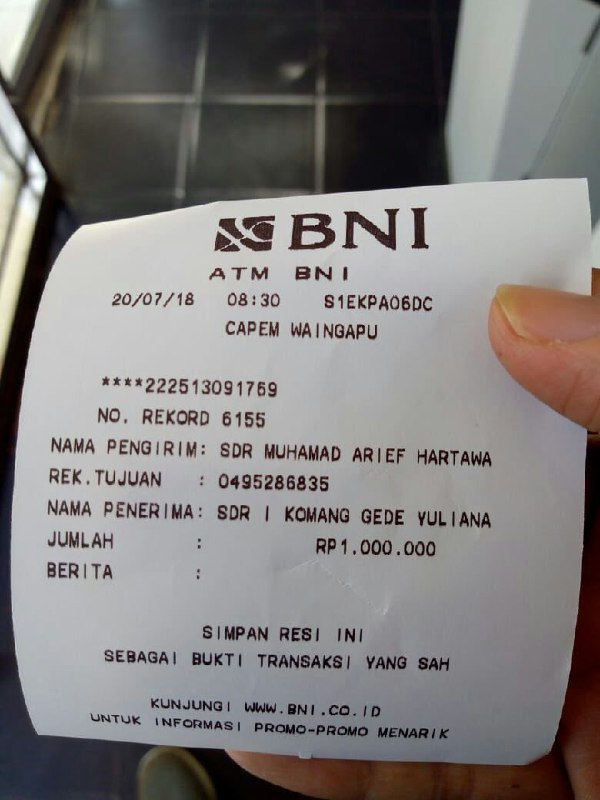 BNI
ATM BNI
20/07/18 08:30 S1EKPA06DC
CAPEM WAINGAPU
****222513091769
NO. REKORD 6155
NAMA PENGIRIM: SDR MUHAMAD ARIEF HARTAWA
REK.TUJUAN : 0495286835
NAMA PENERIMA: SDR I KOMANG GEDE YULIANA
JUMLAH : RP1.000.000
BERITA :
SIMPAN RESI INI
SEBAGAI BUKTI TRANSAKSI YANG SAH
KUNJUNGI WWW.BNI.CO.ID
UNTUK INFORMASI PROMO-PROMO MENARIK